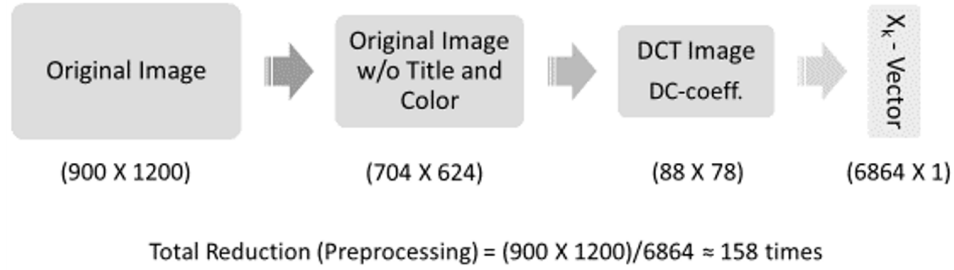 Original Image
Original Image
w/o Title and
Color
DCT Image
DC-coeff.
Xk - Vector
(900 X 1200)
(704 X 624)
(88 X 78)
(6864 X 1)
Total Reduction (Preprocessing) = (900 X 1200)/6864 ≈ 158 times